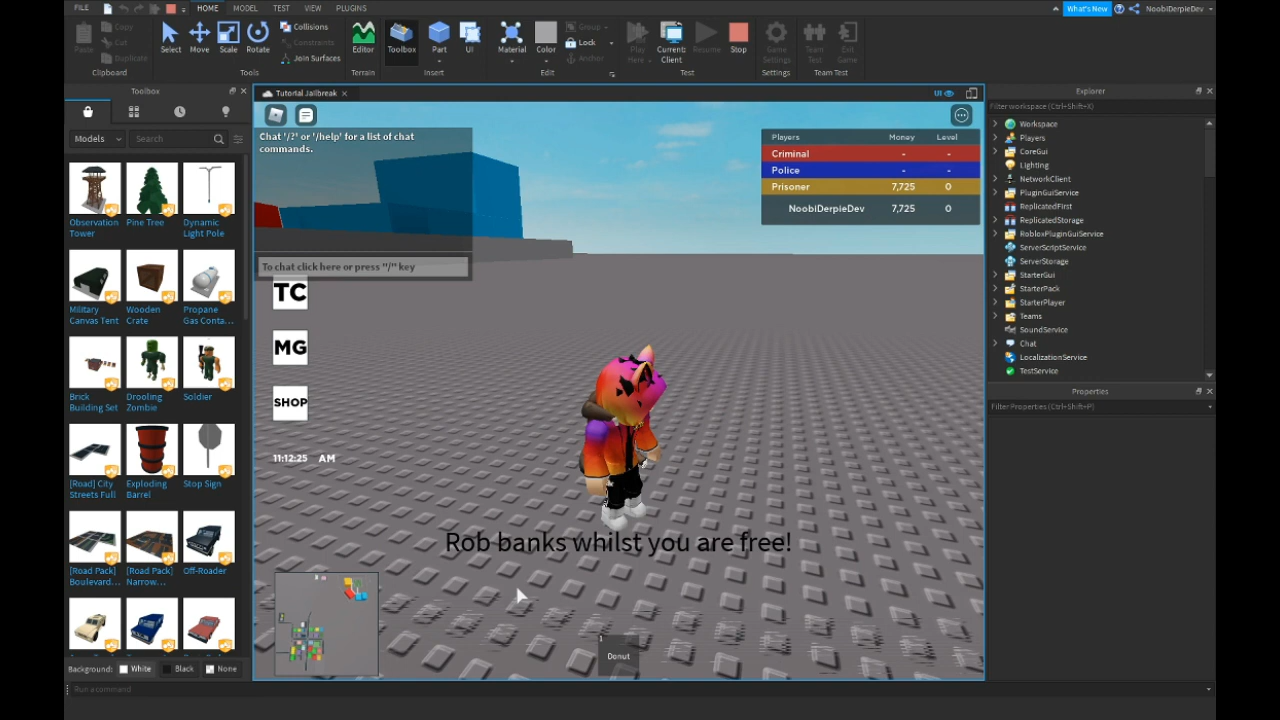 FILE HOME MODEL TEST VIEW PLUGINS What's New NoobiDerpieDev
Paste Copy Cut Duplicate Select Move Scale Rotate Collisions Constraints Join Surfaces Editor Toolbox Part UI Material Color Group Lock Anchor Play Here Current: Client Resume Stop Game Settings Team Test Exit Game
Clipboard Tools Terrain Insert Edit Test Settings Team Test
Toolbox
Models Search
Observation Tower
Pine Tree
Dynamic Light Pole
Military Canvas Tent
Wooden Crate
Propane Gas Conta...
Brick Building Set
Drooling Zombie
Soldier
[Road] City Streets Full
Exploding Barrel
Stop Sign
[Road Pack] Boulevard...
[Road Pack] Narrow...
Off-Roader
Background: White Black None
Run a command
Tutorial Jailbreak
UI
Chat '/?' or '/help' for a list of chat
commands.
To chat click here or press "/" key
Players Money Level
Criminal - -
Police - -
Prisoner 7,725 0
NoobiDerpieDev 7,725 0
TC
MG
SHOP
11:12:25 AM
Rob banks whilst you are free!
1
Donut
Explorer
Filter workspace (Ctrl+Shift+X)
Workspace
Players
CoreGui
Lighting
NetworkClient
PluginGuiService
ReplicatedFirst
ReplicatedStorage
RobloxPluginGuiService
ServerScriptService
ServerStorage
StarterGui
StarterPack
StarterPlayer
Teams
SoundService
Chat
LocalizationService
TestService
Properties
Filter Properties (Ctrl+Shift+P)